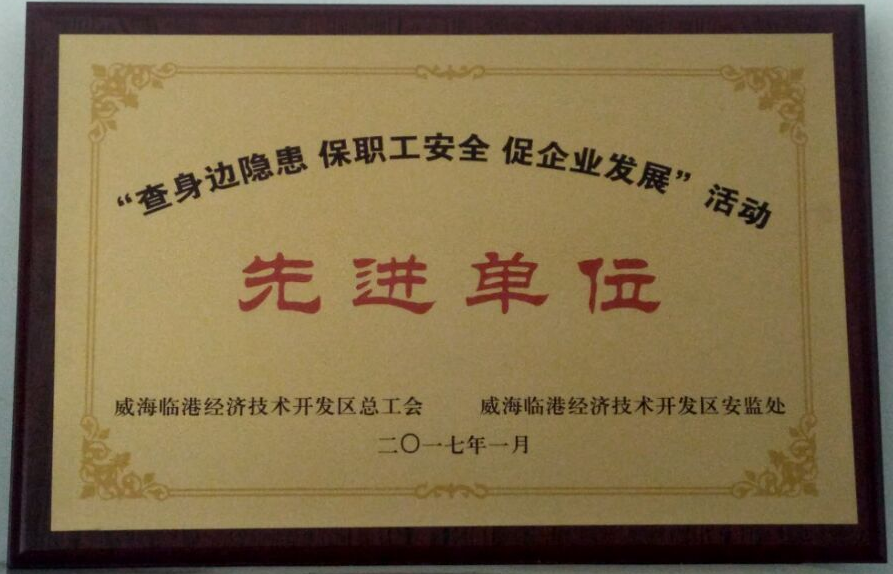 “查身边隐患 保职工安全 促企业发展”活动
先进单位
威海临港经济技术开发区总工会 威海临港经济技术开发区安监处
二〇一七年一月